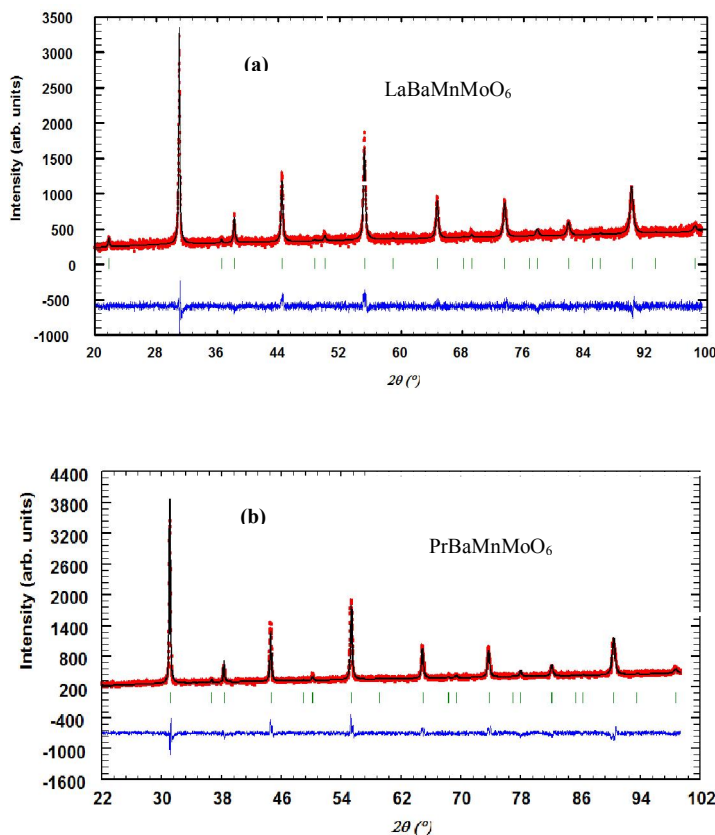 3500
(a)
3000
LaBaMnMoO₆
2500
2000
1500
1000
500
0
-500
-1000
Intensity (arb. units)
20 28 36 44 52 60 68 76 84 92 100
2θ (º)
4400
3800
(b)
3200
PrBaMnMoO₆
2600
2000
1400
800
200
-400
-1000
-1600
Intensity (arb. units)
22 31 38 46 54 62 70 78 86 94 102
2θ (º)